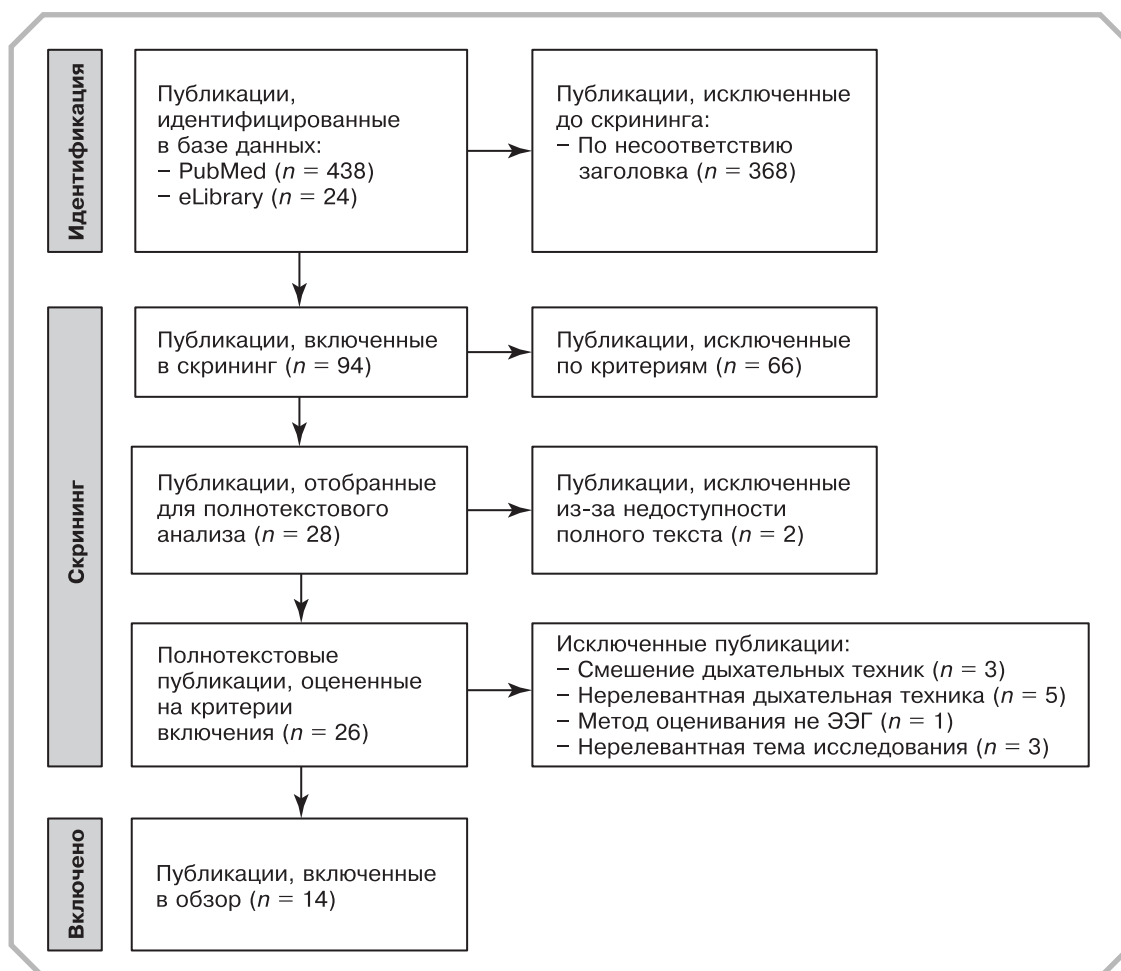 Идентификация
Публикации,
идентифицированные
в базе данных:
– PubMed (n = 438)
– eLibrary (n = 24)
Публикации, исключенные
до скрининга:
– По несоответствию
заголовка (n = 368)
Скрининг
Публикации, включенные
в скрининг (n = 94)
Публикации, исключенные
по критериям (n = 66)
Публикации, отобранные
для полнотекстового
анализа (n = 28)
Публикации, исключенные
из-за недоступности
полного текста (n = 2)
Полнотекстовые
публикации, оцененные
на критерии
включения (n = 26)
Исключенные публикации:
– Смешение дыхательных техник (n = 3)
– Нерелевантная дыхательная техника (n = 5)
– Метод оценивания не ЭЭГ (n = 1)
– Нерелевантная тема исследования (n = 3)
Включено
Публикации, включенные
в обзор (n = 14)